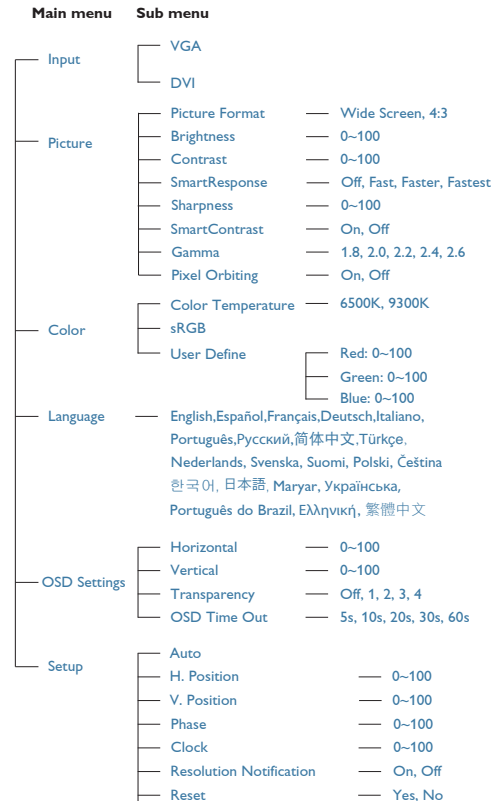 Main menu Sub menu
Input
VGA
DVI
Picture
Picture Format Wide Screen, 4:3
Brightness 0~100
Contrast 0~100
SmartResponse Off, Fast, Faster, Fastest
Sharpness 0~100
SmartContrast On, Off
Gamma 1.8, 2.0, 2.2, 2.4, 2.6
Pixel Orbiting On, Off
Color
Color Temperature 6500K, 9300K
sRGB
User Define Red: 0~100
Green: 0~100
Blue: 0~100
Language English,Español,Français,Deutsch,Italiano,
Português,Русский,简体中文,Türkçe,
Nederlands, Svenska, Suomi, Polski, Čeština
한국어, 日本語, Maryar, Українська,
Português do Brazil, Ελληνική, 繁體中文
OSD Settings
Horizontal 0~100
Vertical 0~100
Transparency Off, 1, 2, 3, 4
OSD Time Out 5s, 10s, 20s, 30s, 60s
Setup
Auto
H. Position 0~100
V. Position 0~100
Phase 0~100
Clock 0~100
Resolution Notification On, Off
Reset Yes, No